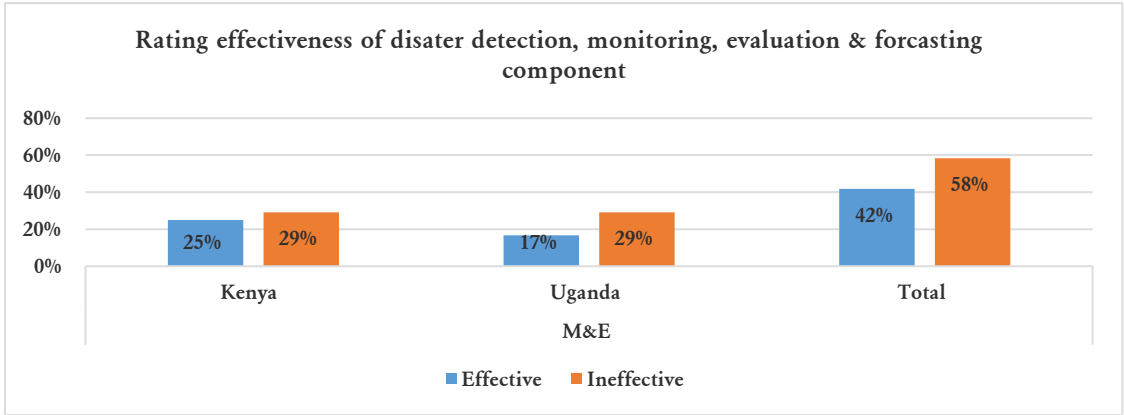 Rating effectiveness of disater detection, monitoring, evaluation & forcasting
component
80%
60%
40%
20%
0%
25%
29%
17%
29%
42%
58%
Kenya
Uganda
Total
M&E
Effective
Ineffective